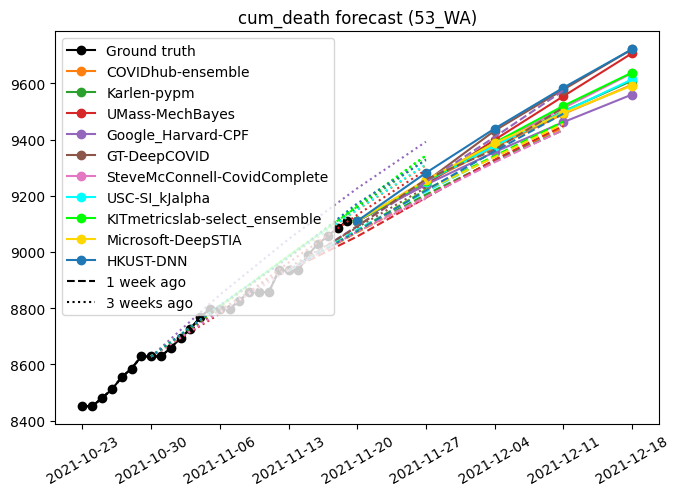 cum_death forecast (53_WA)
Ground truth
COVIDhub-ensemble
Karlen-pypm
UMass-MechBayes
Google_Harvard-CPF
GT-DeepCOVID
SteveMcConnell-CovidComplete
USC-SI_kJalpha
KITmetricslab-select_ensemble
Microsoft-DeepSTIA
HKUST-DNN
1 week ago
3 weeks ago
9600
9400
9200
9000
8800
8600
8400
2021-10-23
2021-10-30
2021-11-06
2021-11-13
2021-11-20
2021-11-27
2021-12-04
2021-12-11
2021-12-18